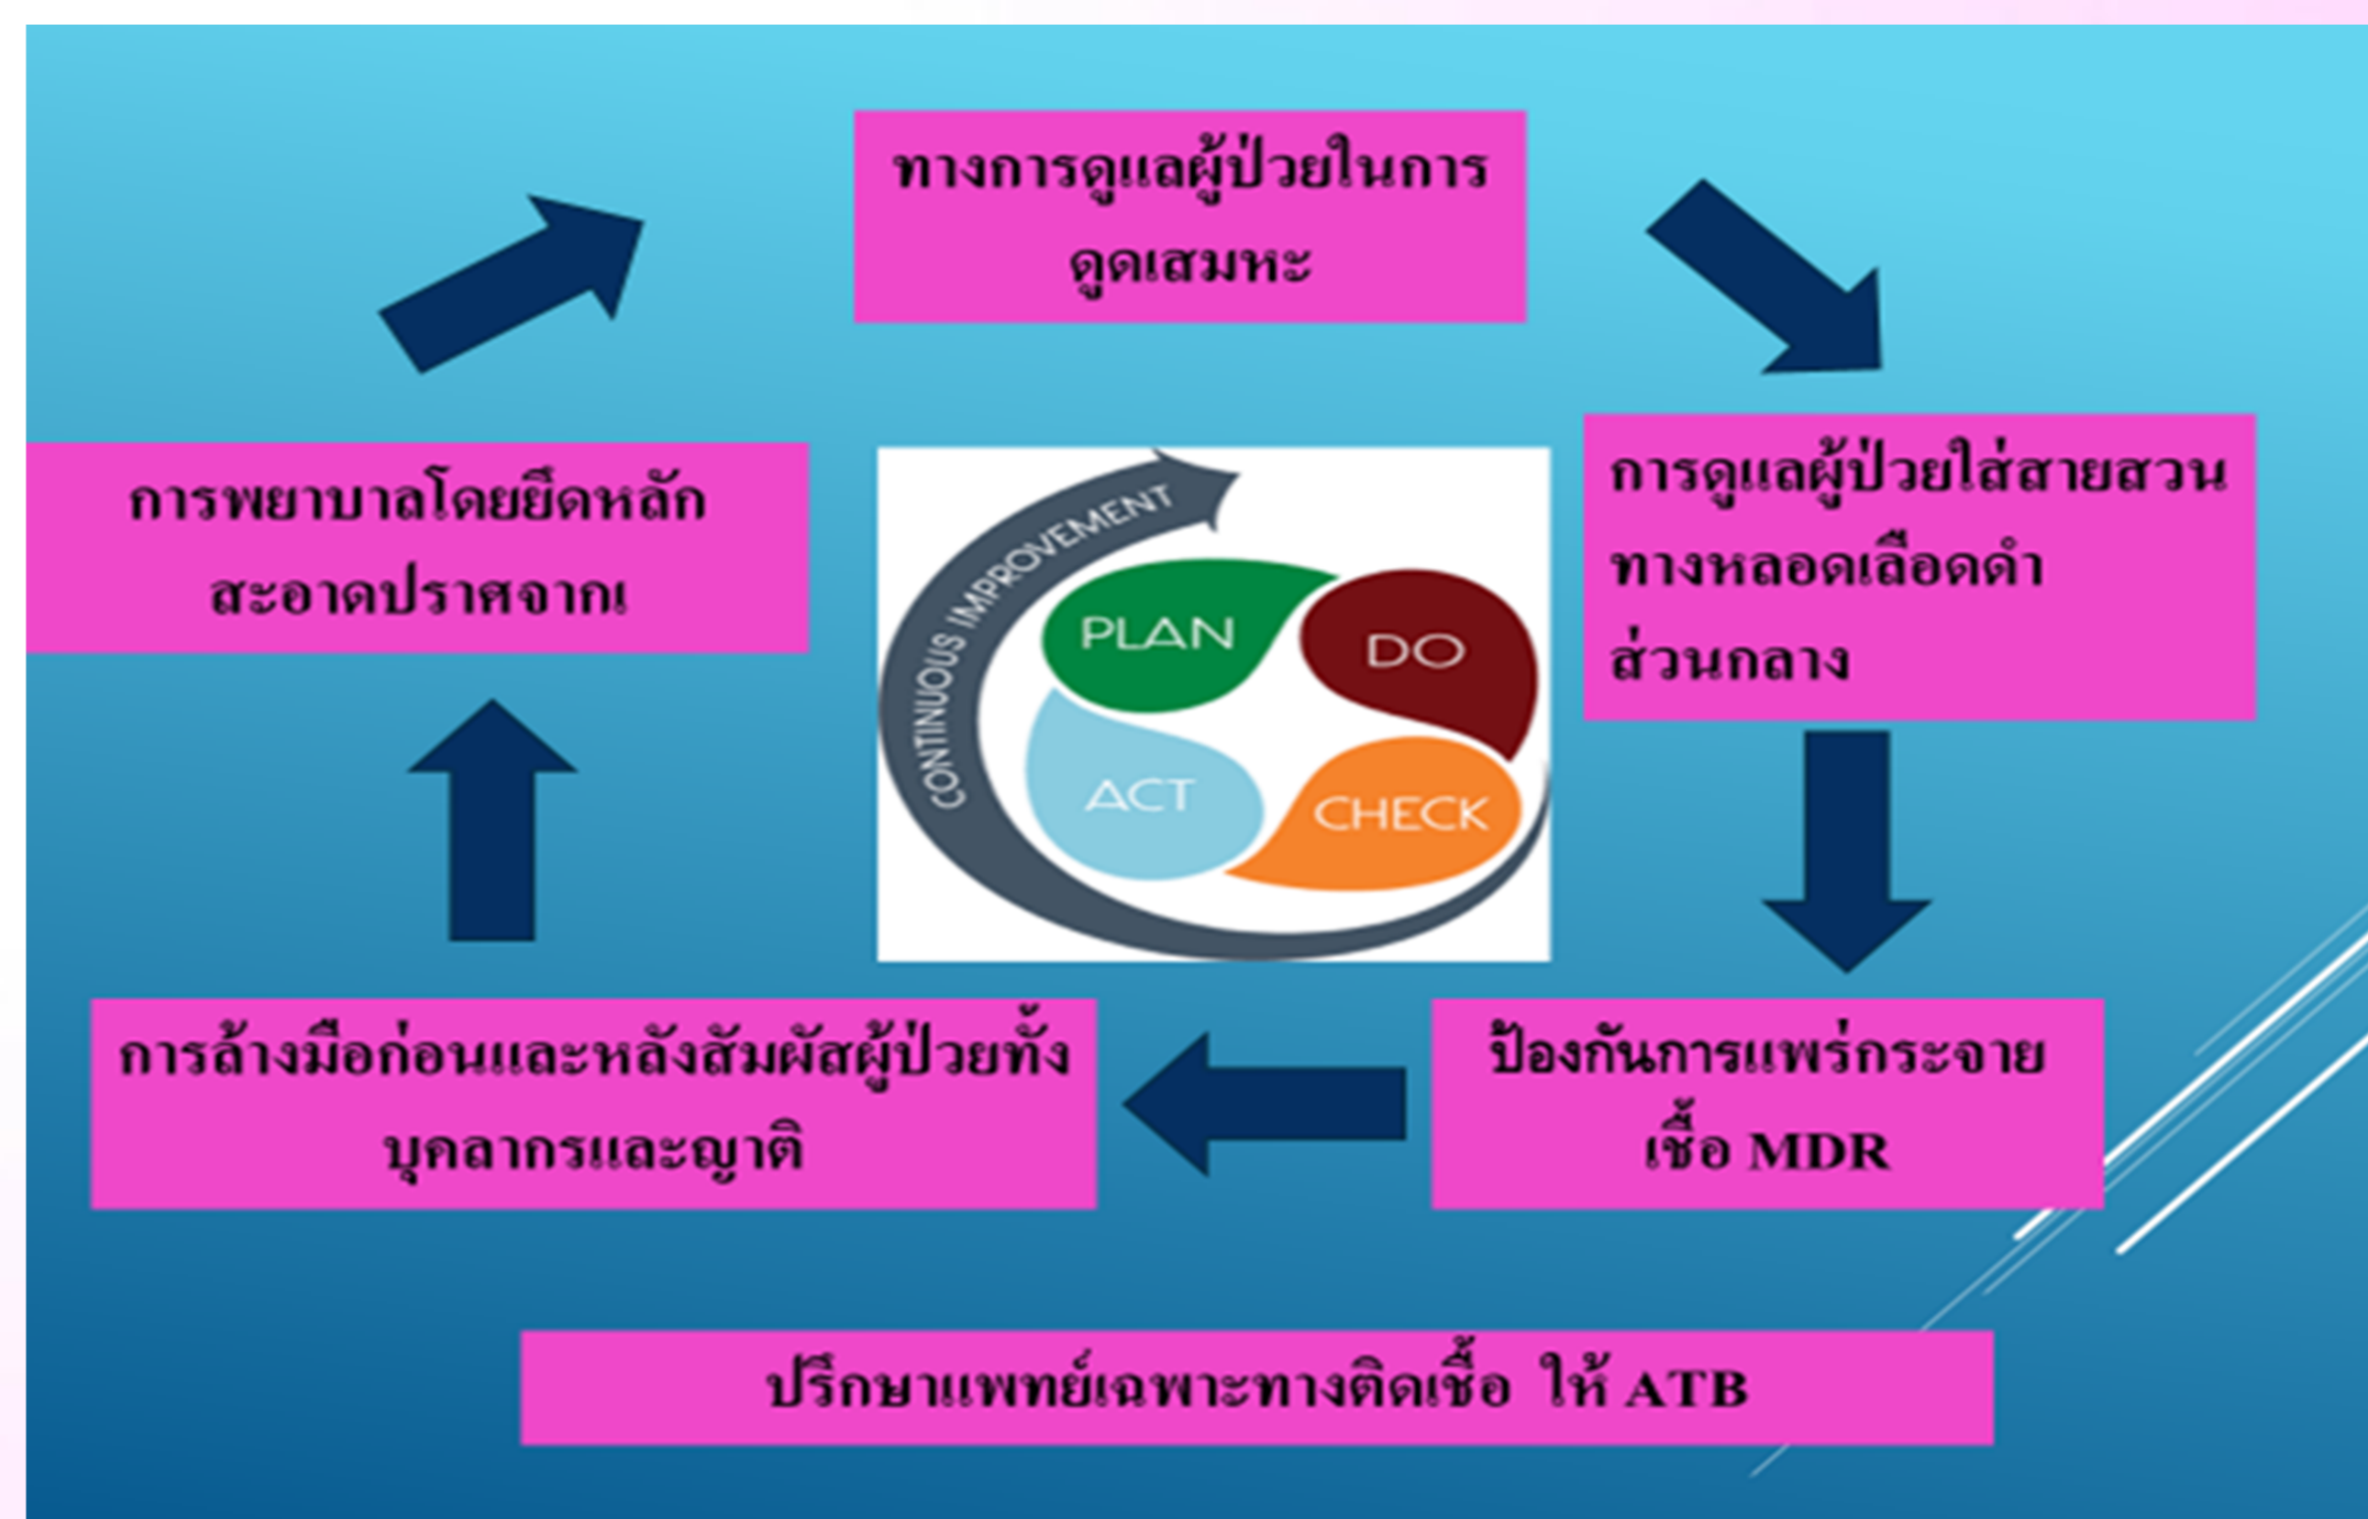 ทางการดูแลผู้ป่วยในการ
ดูดเสมหะ
การดูแลผู้ป่วยใส่สายสวน
ทางหลอดเลือดดำ
ส่วนกลาง
ป้องกันการแพร่กระจาย
เชื้อ MDR
การล้างมือก่อนและหลังสัมผัสผู้ป่วยทั้ง
บุคลากรและญาติ
การพยาบาลโดยยึดหลัก
สะอาดปราศจากเ
CONTINUOUS IMPROVEMENT
PLAN
DO
CHECK
ACT
ปรึกษาแพทย์เฉพาะทางติดเชื้อ ให้ ATB